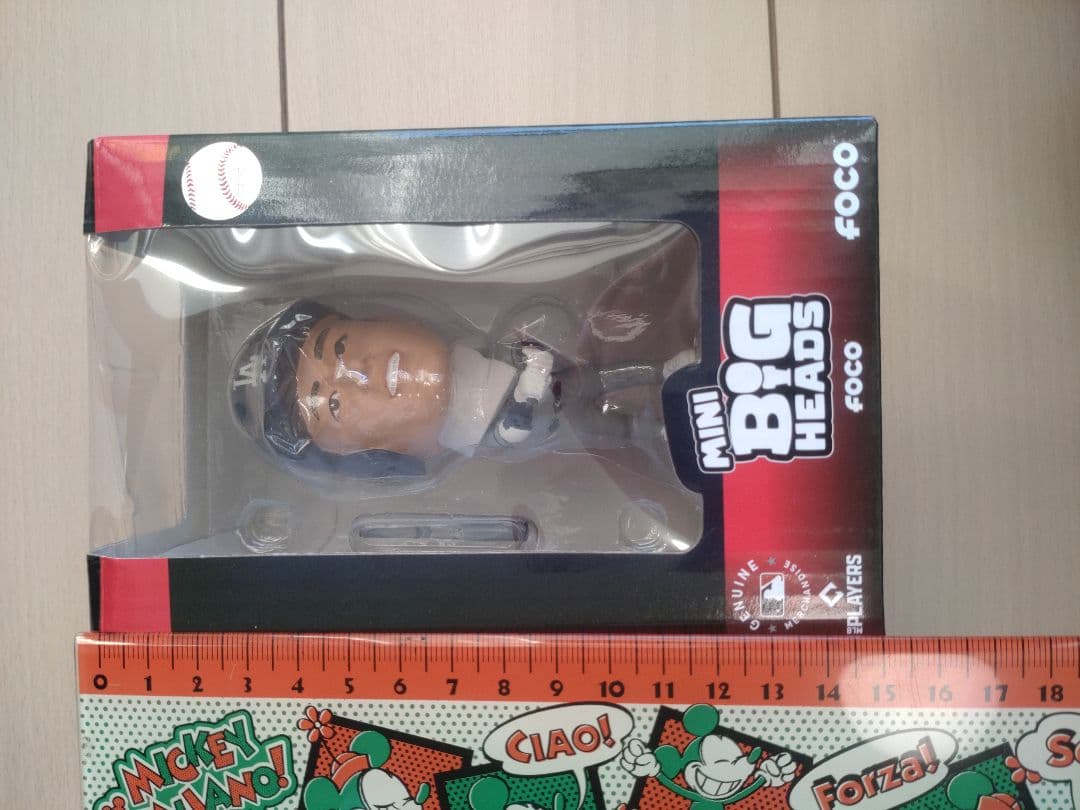 LA
FOCO
MINI
BIG
HEADS
FOCO
GENUINE
MERCHANDISE
PLAYERS
0 1 2 3 4 5 6 7 8 9 10 11 12 13 14 15 16 17 18
MICKEY
CIAO!
FORZA!